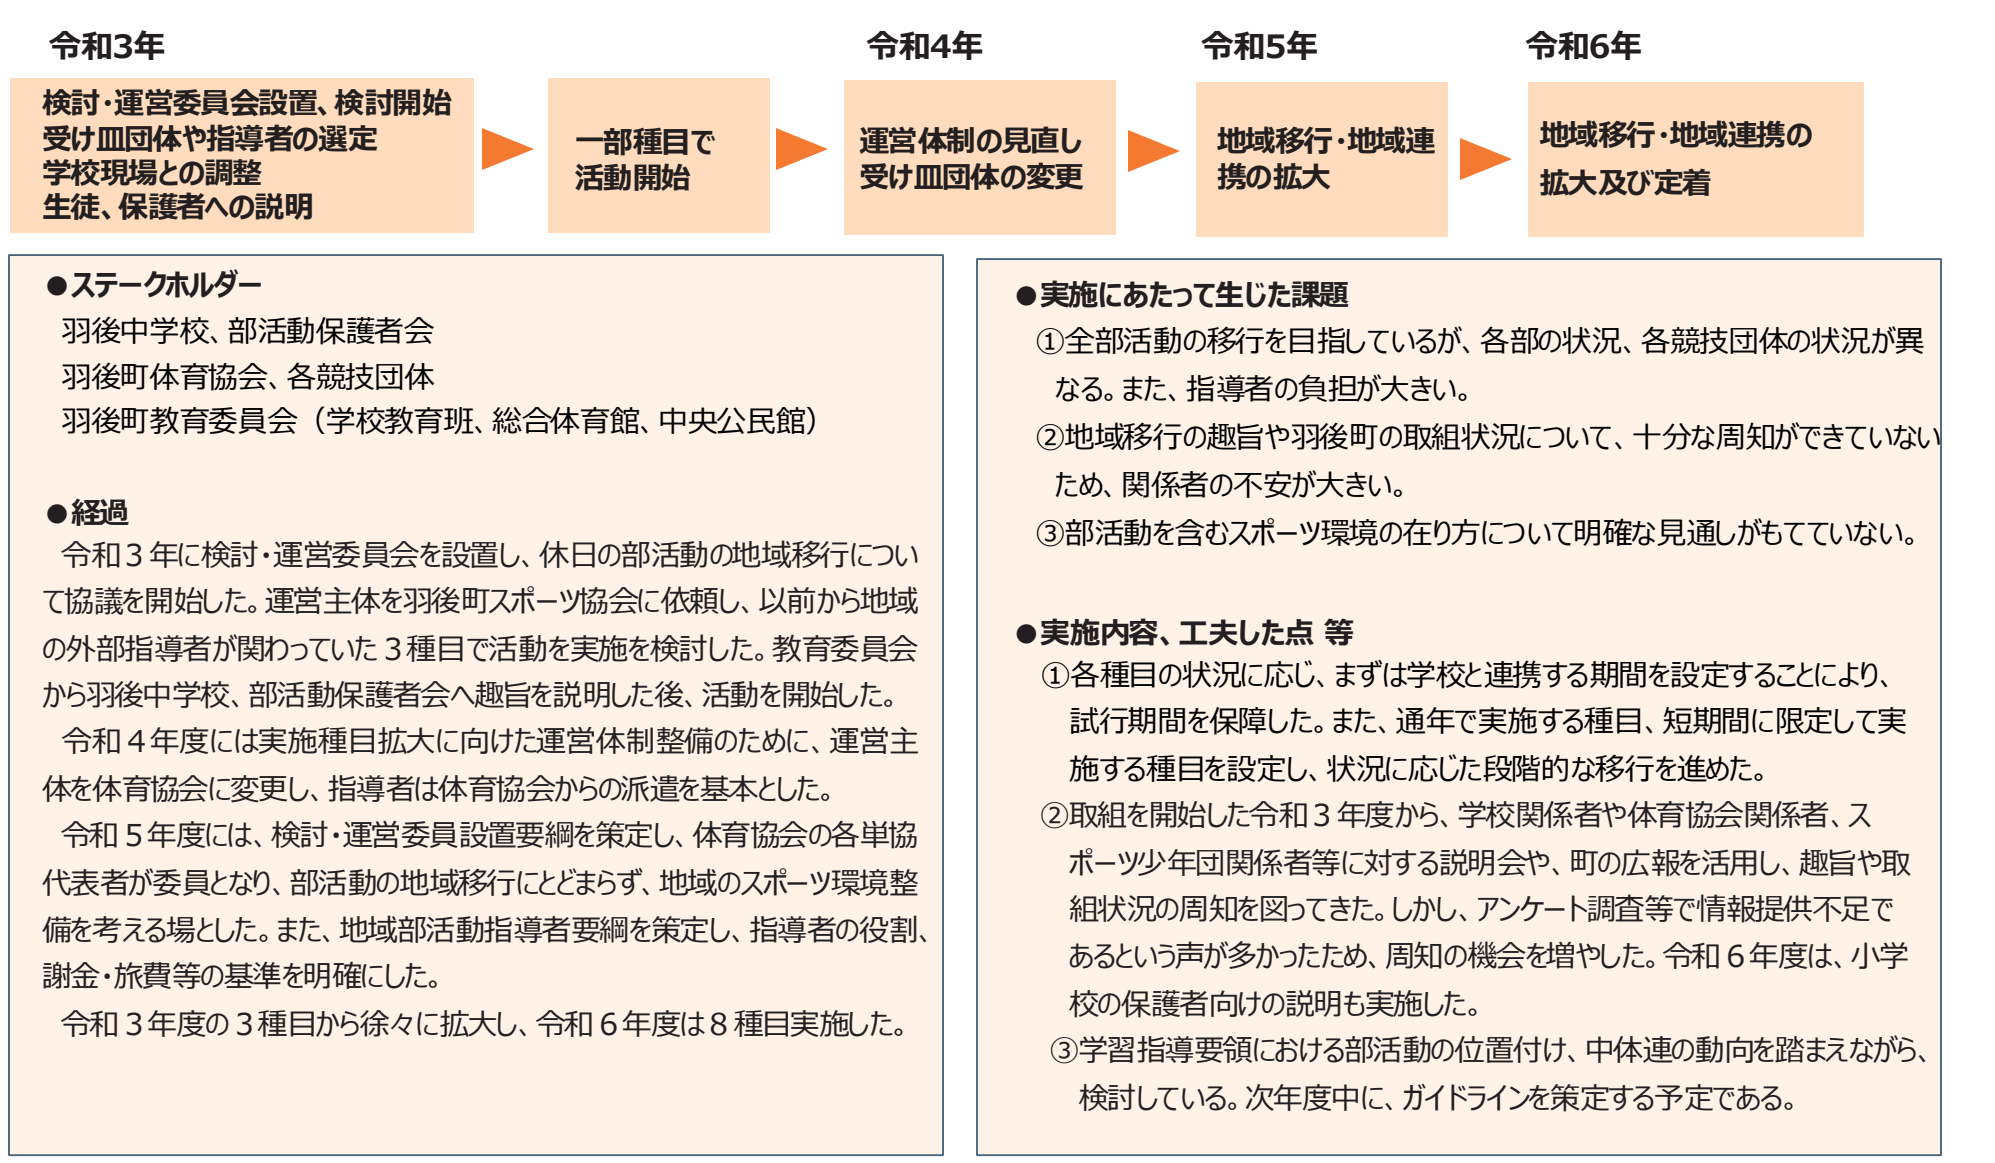 令和3年
検討・運営委員会設置、検討開始
受け皿団体や指導者の選定
学校現場との調整
生徒、保護者への説明
一部種目で
活動開始
令和4年
運営体制の見直し
受け皿団体の変更
令和5年
地域移行・地域連
携の拡大
令和6年
地域移行・地域連携の
拡大及び定着
●ステークホルダー
羽後中学校、部活動保護者会
羽後町体育協会、各競技団体
羽後町教育委員会（学校教育班、総合体育館、中央公民館）
●経過
令和３年に検討・運営委員会を設置し、休日の部活動の地域移行につい
て協議を開始した。運営主体を羽後町スポーツ協会に依頼し、以前から地域
の外部指導者が関わっていた３種目で活動を実施を検討した。教育委員会
から羽後中学校、部活動保護者会へ趣旨を説明した後、活動を開始した。
令和４年度には実施種目拡大に向けた運営体制整備のために、運営主
体を体育協会に変更し、指導者は体育協会からの派遣を基本とした。
令和５年度には、検討・運営委員設置要綱を策定し、体育協会の各単協
代表者が委員となり、部活動の地域移行にとどまらず、地域のスポーツ環境整
備を考える場とした。また、地域部活動指導者要綱を策定し、指導者の役割、
謝金・旅費等の基準を明確にした。
令和３年度の３種目から徐々に拡大し、令和６年度は８種目実施した。
●実施にあたって生じた課題
①全部活動の移行を目指しているが、各部の状況、各競技団体の状況が異
なる。また、指導者の負担が大きい。
②地域移行の趣旨や羽後町の取組状況について、十分な周知ができていない
ため、関係者の不安が大きい。
③部活動を含むスポーツ環境の在り方について明確な見通しがもてていない。
●実施内容、工夫した点 等
①各種目の状況に応じ、まずは学校と連携する期間を設定することにより、
試行期間を保障した。また、通年で実施する種目、短期間に限定して実
施する種目を設定し、状況に応じた段階的な移行を進めた。
②取組を開始した令和３年度から、学校関係者や体育協会関係者、ス
ポーツ少年団関係者等に対する説明会や、町の広報を活用し、趣旨や取
組状況の周知を図ってきた。しかし、アンケート調査等で情報提供不足で
あるという声が多かったため、周知の機会を増やした。令和６年度は、小学
校の保護者向けの説明も実施した。
③学習指導要領における部活動の位置付け、中体連の動向を踏まえながら、
検討している。次年度中に、ガイドラインを策定する予定である。